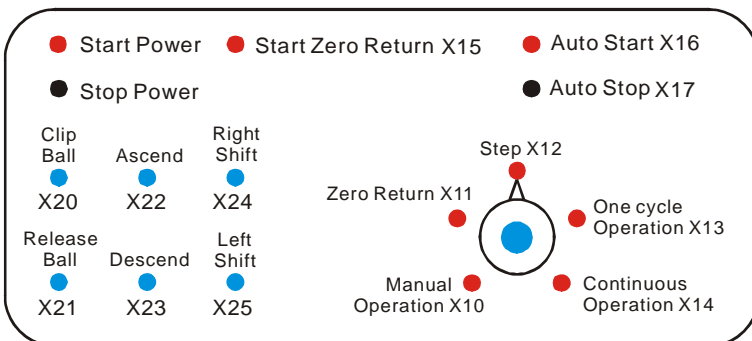 Start Power
Start Zero Return X15
Auto Start X16
Stop Power
Auto Stop X17
Clip
Ball
X20
Ascend
X22
Right
Shift
X24
Release
Ball
X21
Descend
X23
Left
Shift
X25
Step X12
Zero Return X11
One cycle
Operation X13
Manual
Operation X10
Continuous
Operation X14